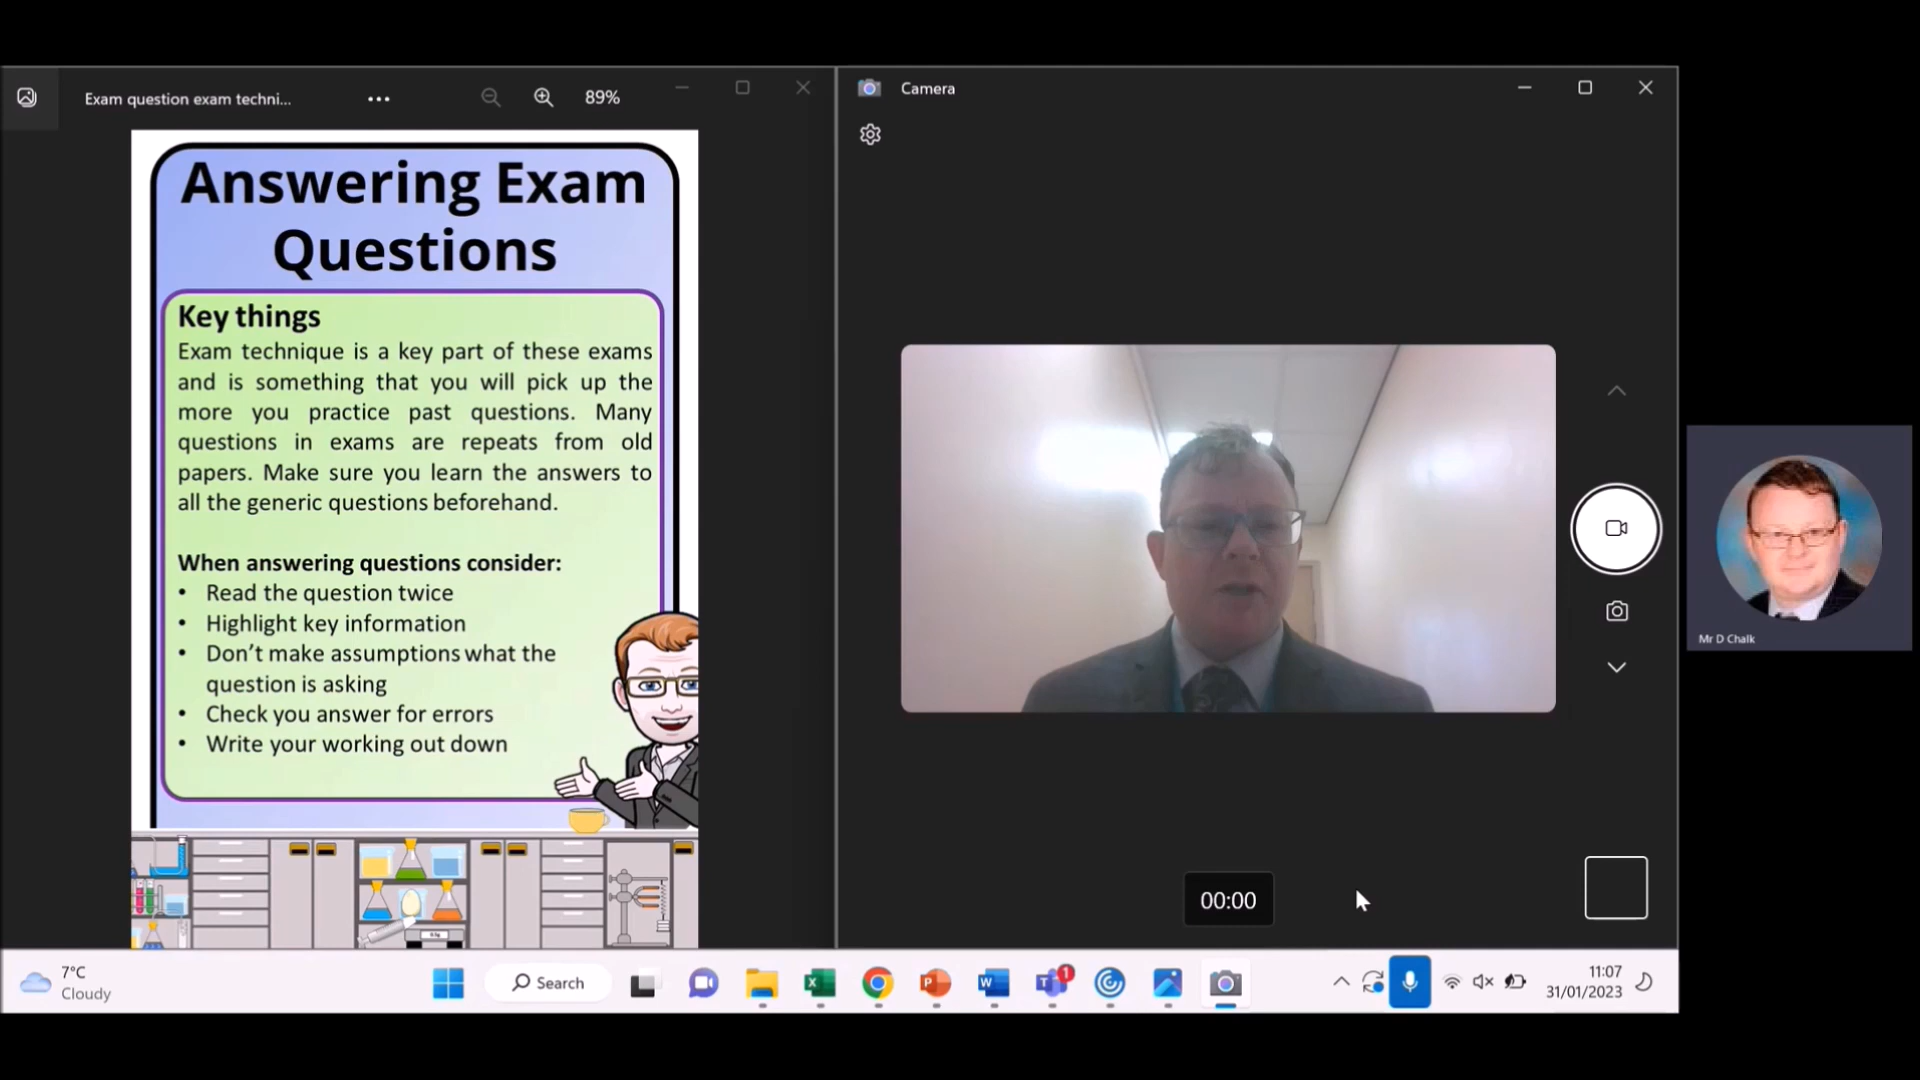 Exam question exam techni...
89%
Camera
Answering Exam
Questions
Key things
Exam technique is a key part of these exams
and is something that you will pick up the
more you practice past questions. Many
questions in exams are repeats from old
papers. Make sure you learn the answers to
all the generic questions beforehand.
When answering questions consider:
• Read the question twice
• Highlight key information
• Don’t make assumptions what the
question is asking
• Check you answer for errors
• Write your working out down
Mr D Chalk
00:00
7°C
Cloudy
Search
1
11:07
31/01/2023